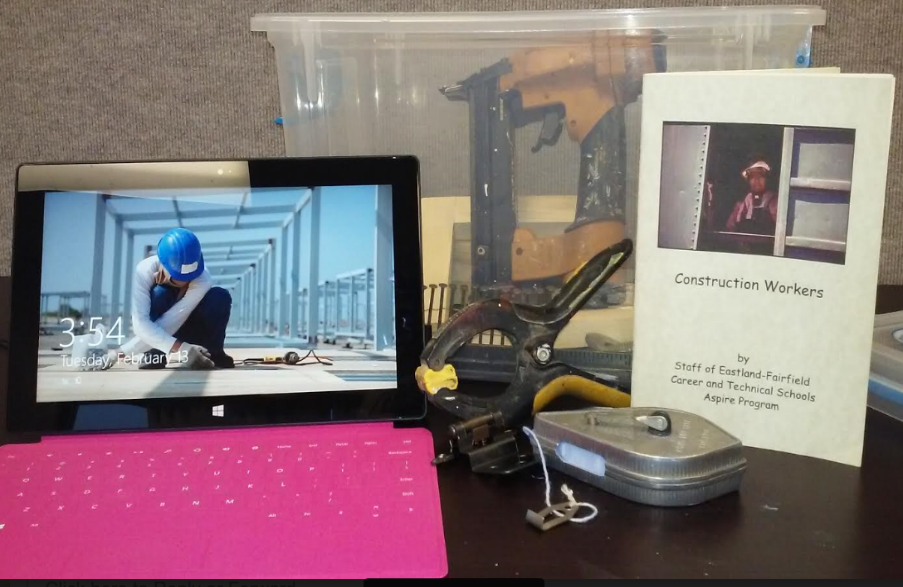 3:54
Tuesday, February 13
Construction Workers
by
Staff of Eastland-Fairfield
Career and Technical Schools
Aspire Program